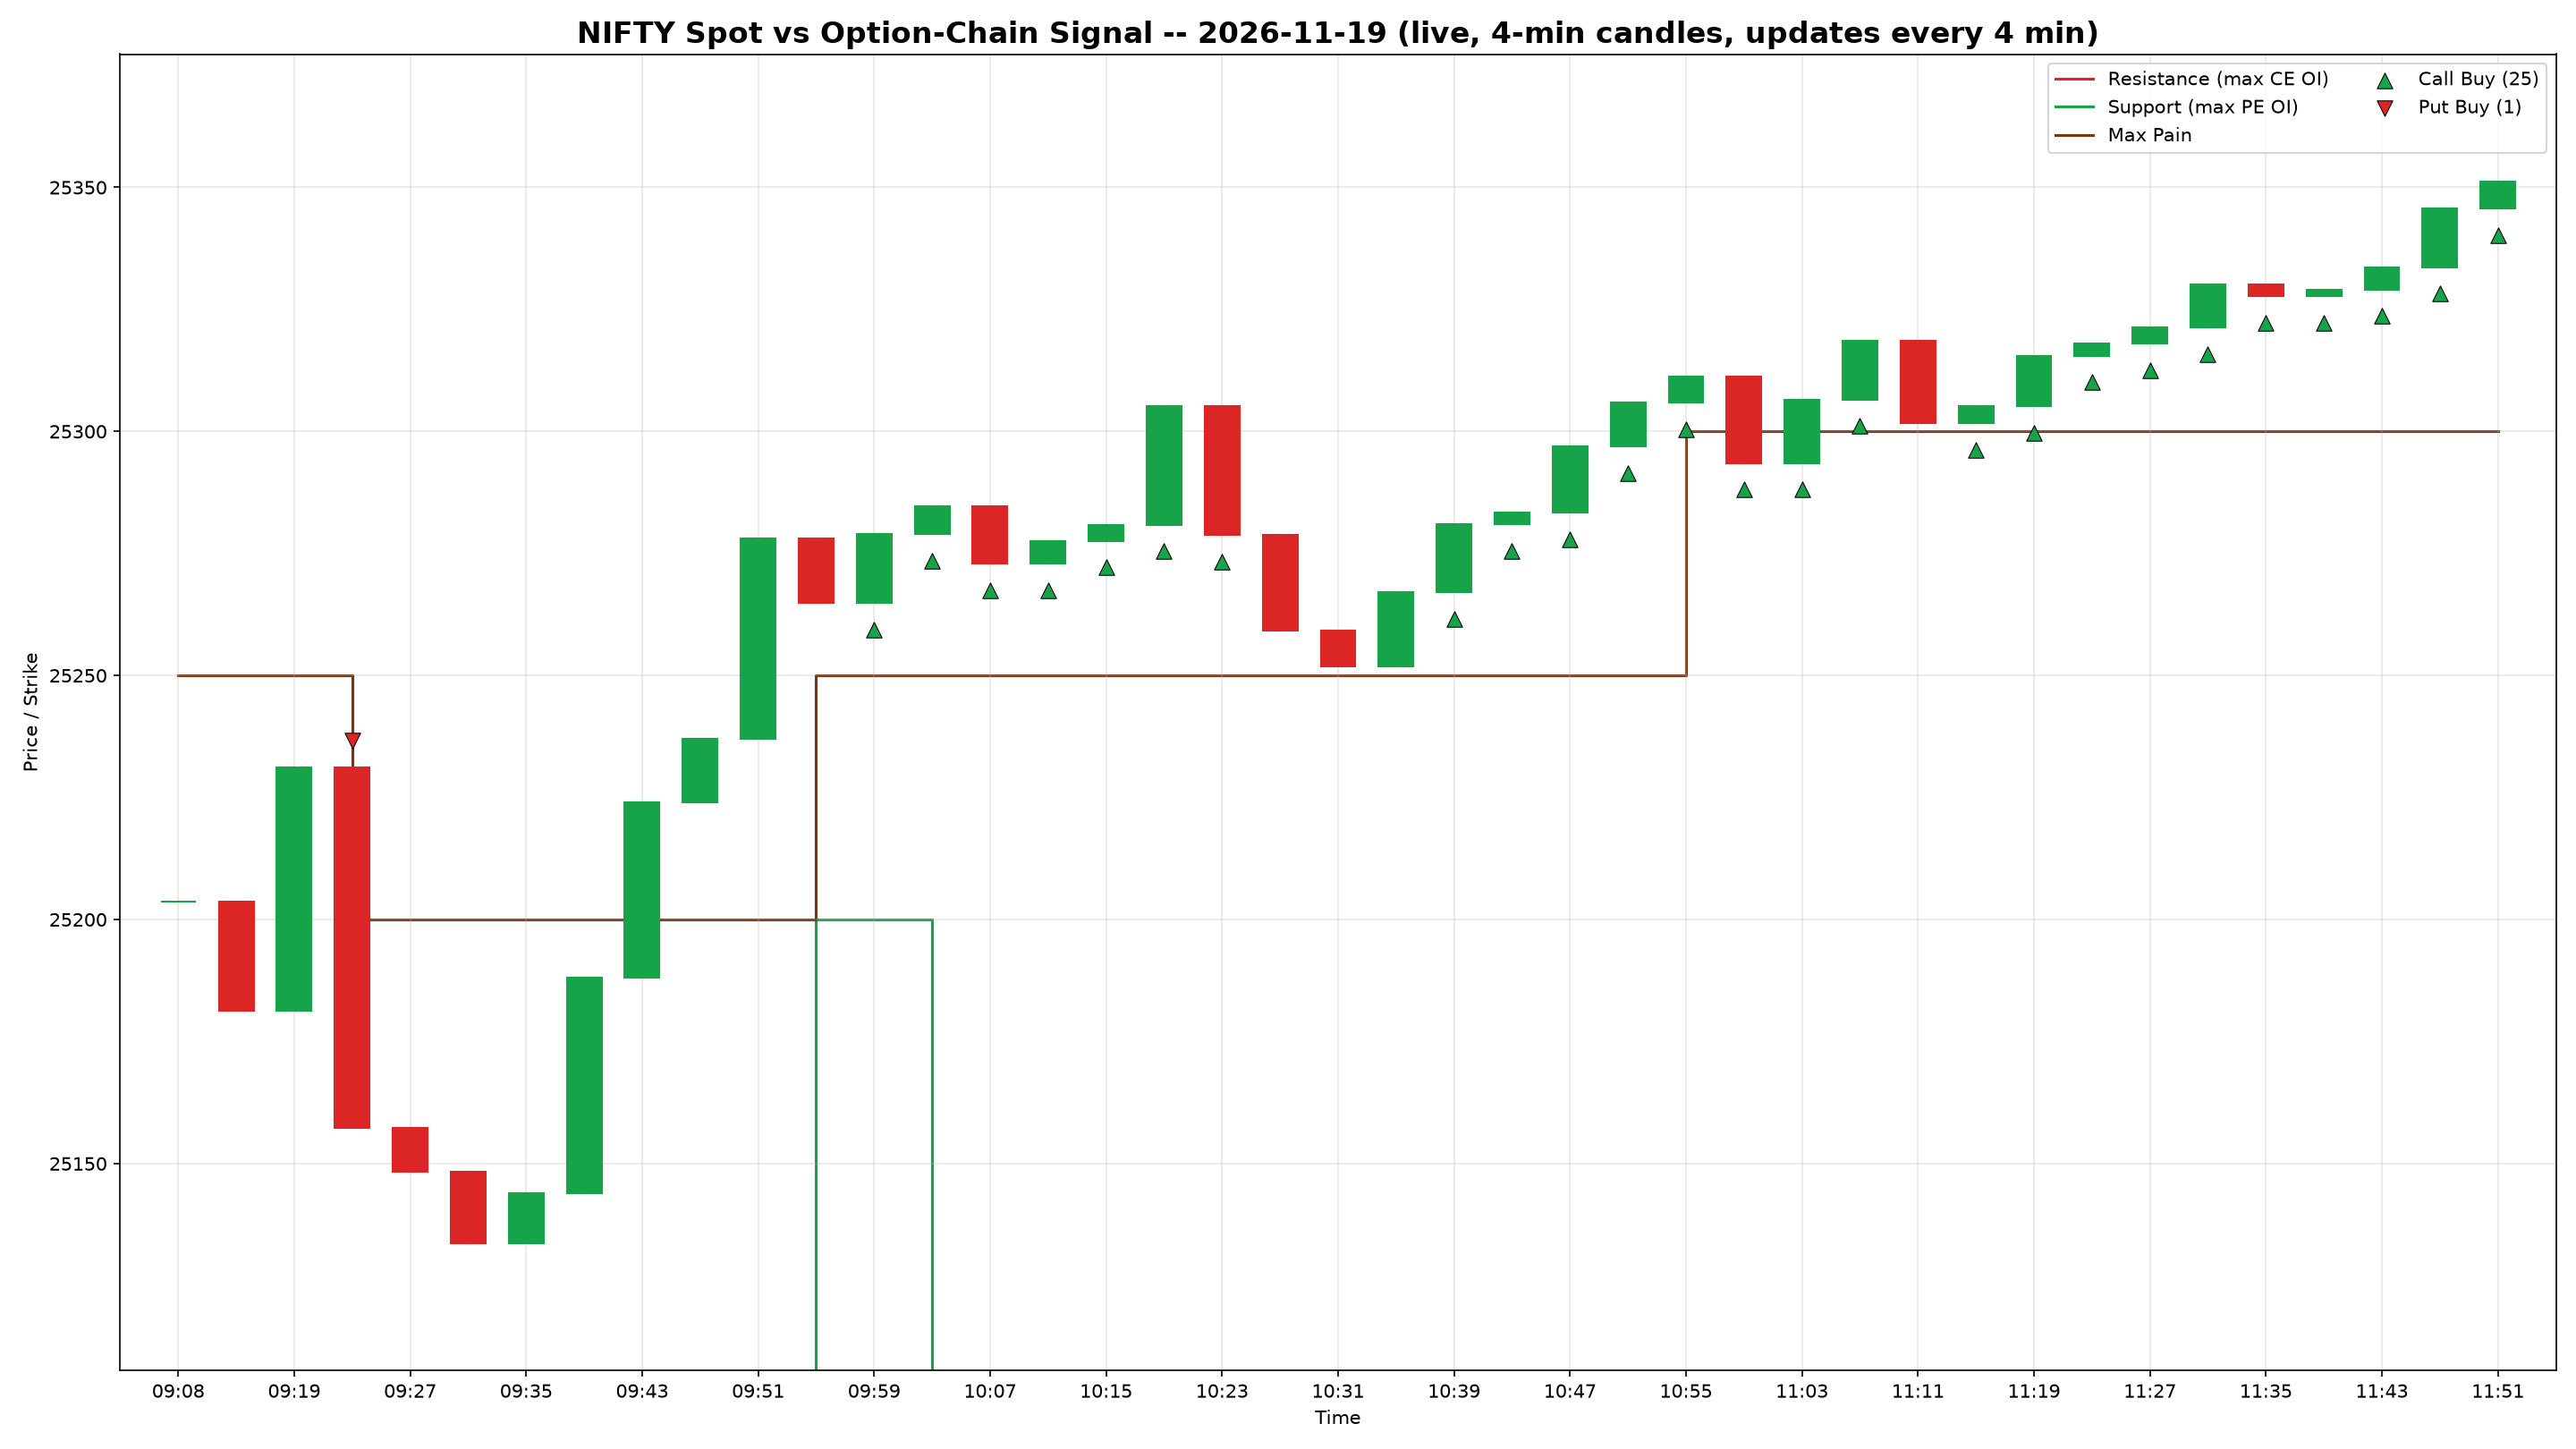 NIFTY Spot vs Option-Chain Signal -- 2026-11-19 (live, 4-min candles, updates every 4 min)
Resistance (max CE OI)
Support (max PE OI)
Max Pain
Call Buy (25)
Put Buy (1)
Price / Strike
25350
25300
25250
25200
25150
09:08 09:19 09:27 09:35 09:43 09:51 09:59 10:07 10:15 10:23 10:31 10:39 10:47 10:55 11:03 11:11 11:19 11:27 11:35 11:43 11:51
Time